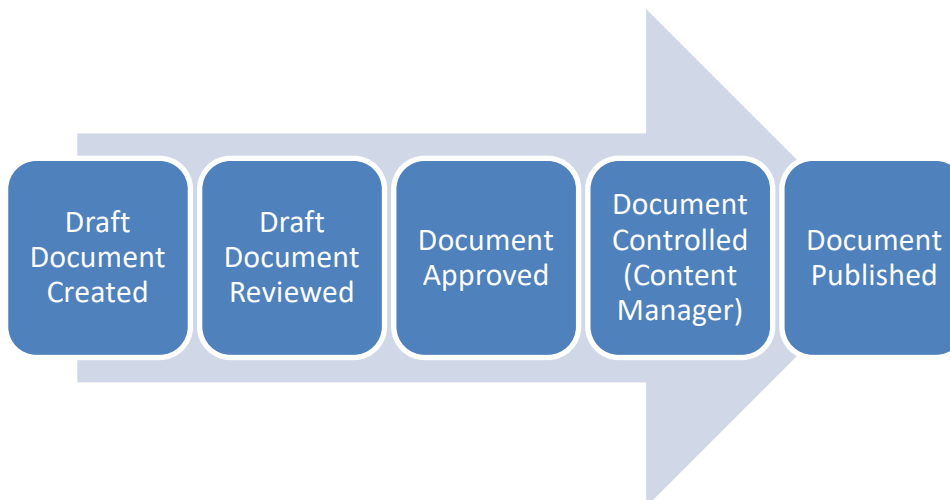 Draft
Document
Created
Draft
Document
Reviewed
Document
Approved
Document
Controlled
(Content
Manager)
Document
Published